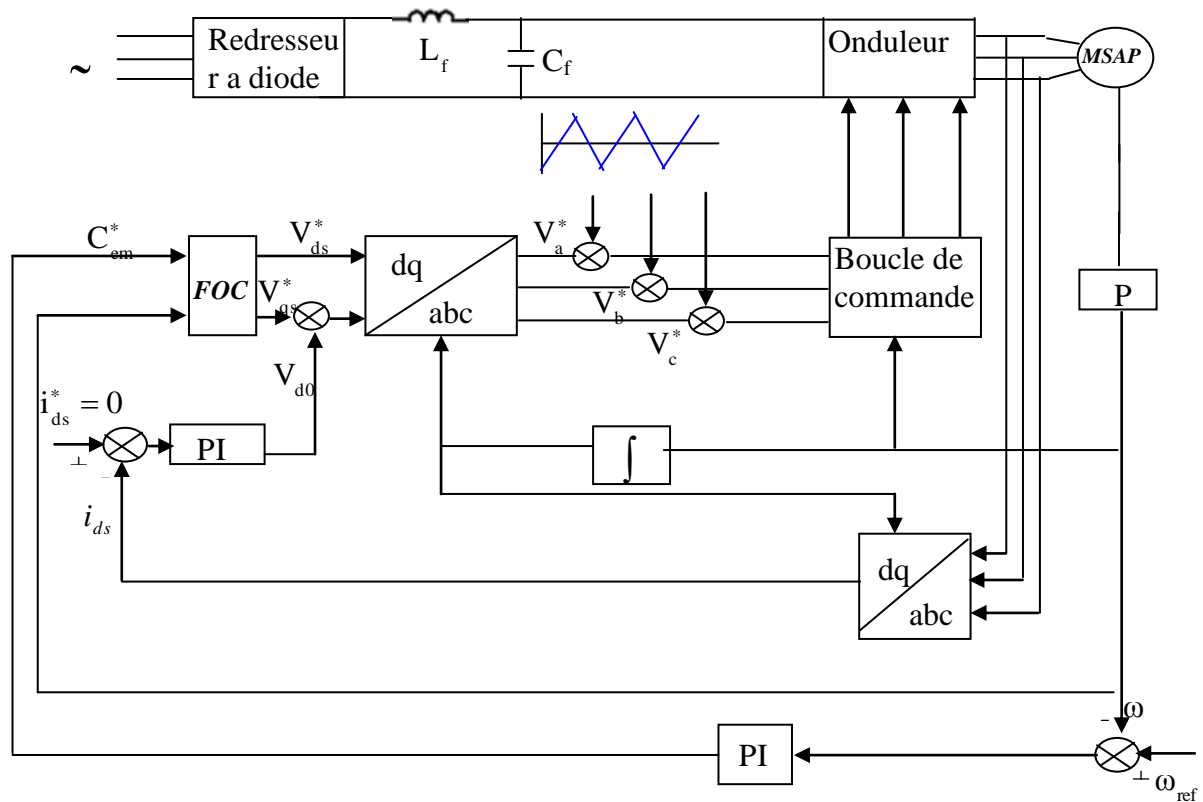 Redresseu
r a diode
L_f
C_f
Onduleur
MSAP
~
C*_em
FOC
V*_ds
V*_qs
dq
abc
V*_a
V*_b
V*_c
Boucle de
commande
P
V_d0
i*_ds = 0
+
-
PI
∫
i_ds
dq
abc
- ω
PI
+ ω_ref